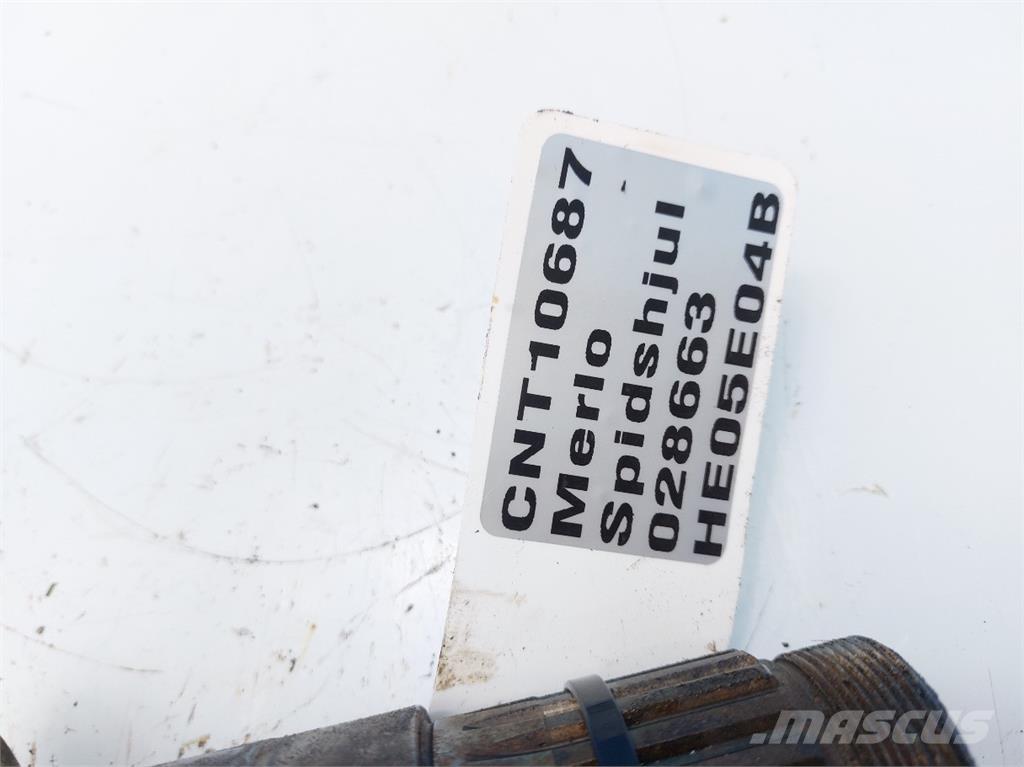 CNT10687
Merlo
Spidshjul
028663
HE05E04B
MASCUS